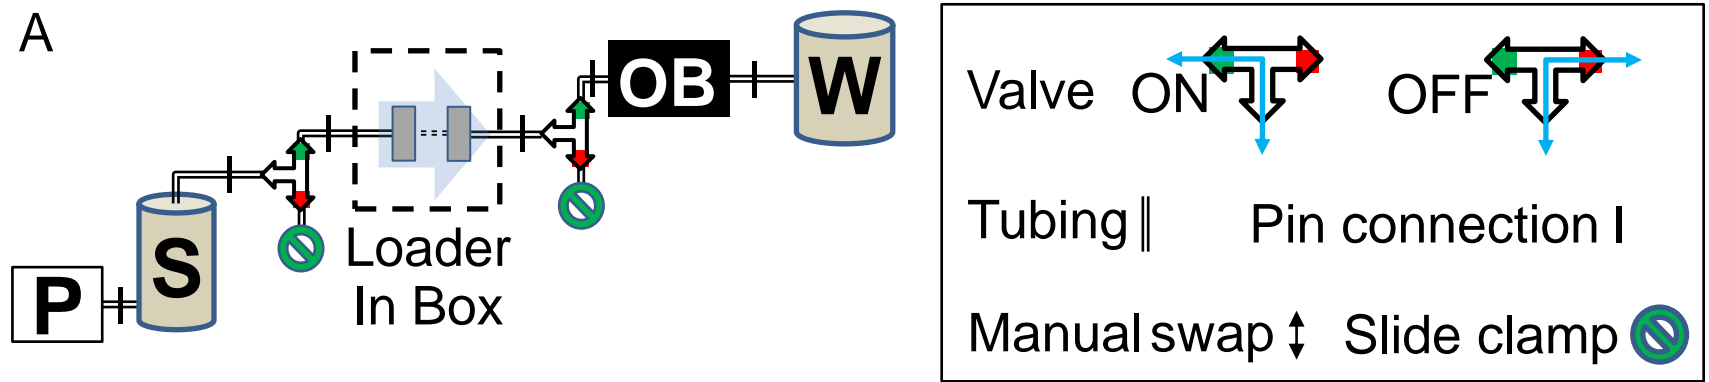 A
P
S
Loader
In Box
OB
W
Valve ON OFF
Tubing Pin connection
Manual swap Slide clamp